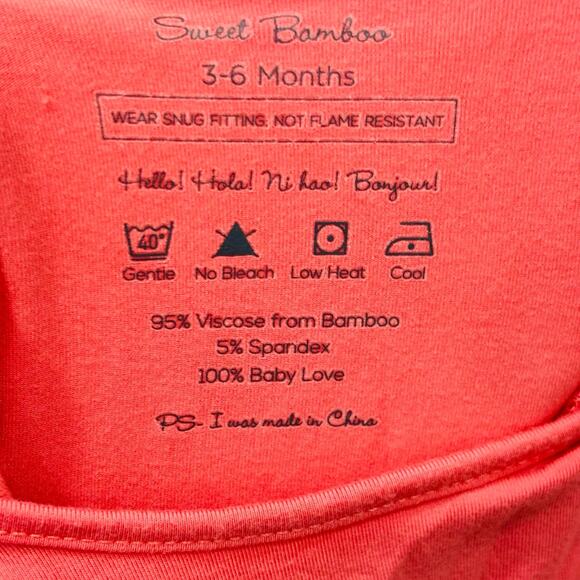 Sweet Bamboo
3-6 Months
WEAR SNUG FITTING. NOT FLAME RESISTANT
Hello! Hola! Ni hao! Bonjour!
40°
Gentle No Bleach Low Heat Cool
95% Viscose from Bamboo
5% Spandex
100% Baby Love
PS- I was made in China